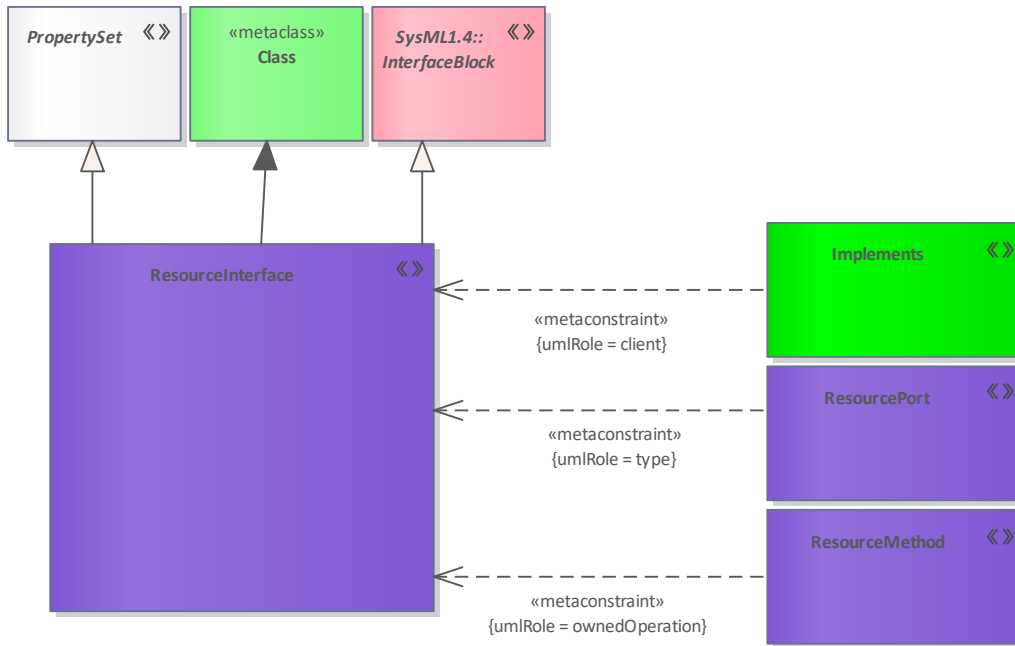 PropertySet
«»
«metaclass»
Class
SysML1.4::
InterfaceBlock
«»
ResourceInterface
«»
Implements
«»
«metaconstraint»
{umlRole = client}
ResourcePort
«»
«metaconstraint»
{umlRole = type}
ResourceMethod
«»
«metaconstraint»
{umlRole = ownedOperation}